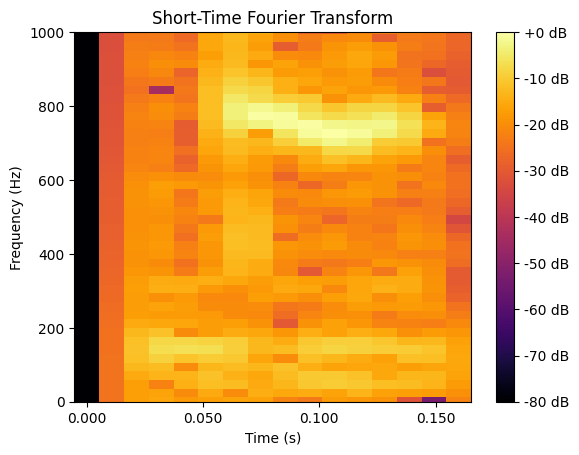 Short-Time Fourier Transform
Frequency (Hz)
1000
800
600
400
200
0
0.000
0.050
0.100
0.150
Time (s)
+0 dB
-10 dB
-20 dB
-30 dB
-40 dB
-50 dB
-60 dB
-70 dB
-80 dB